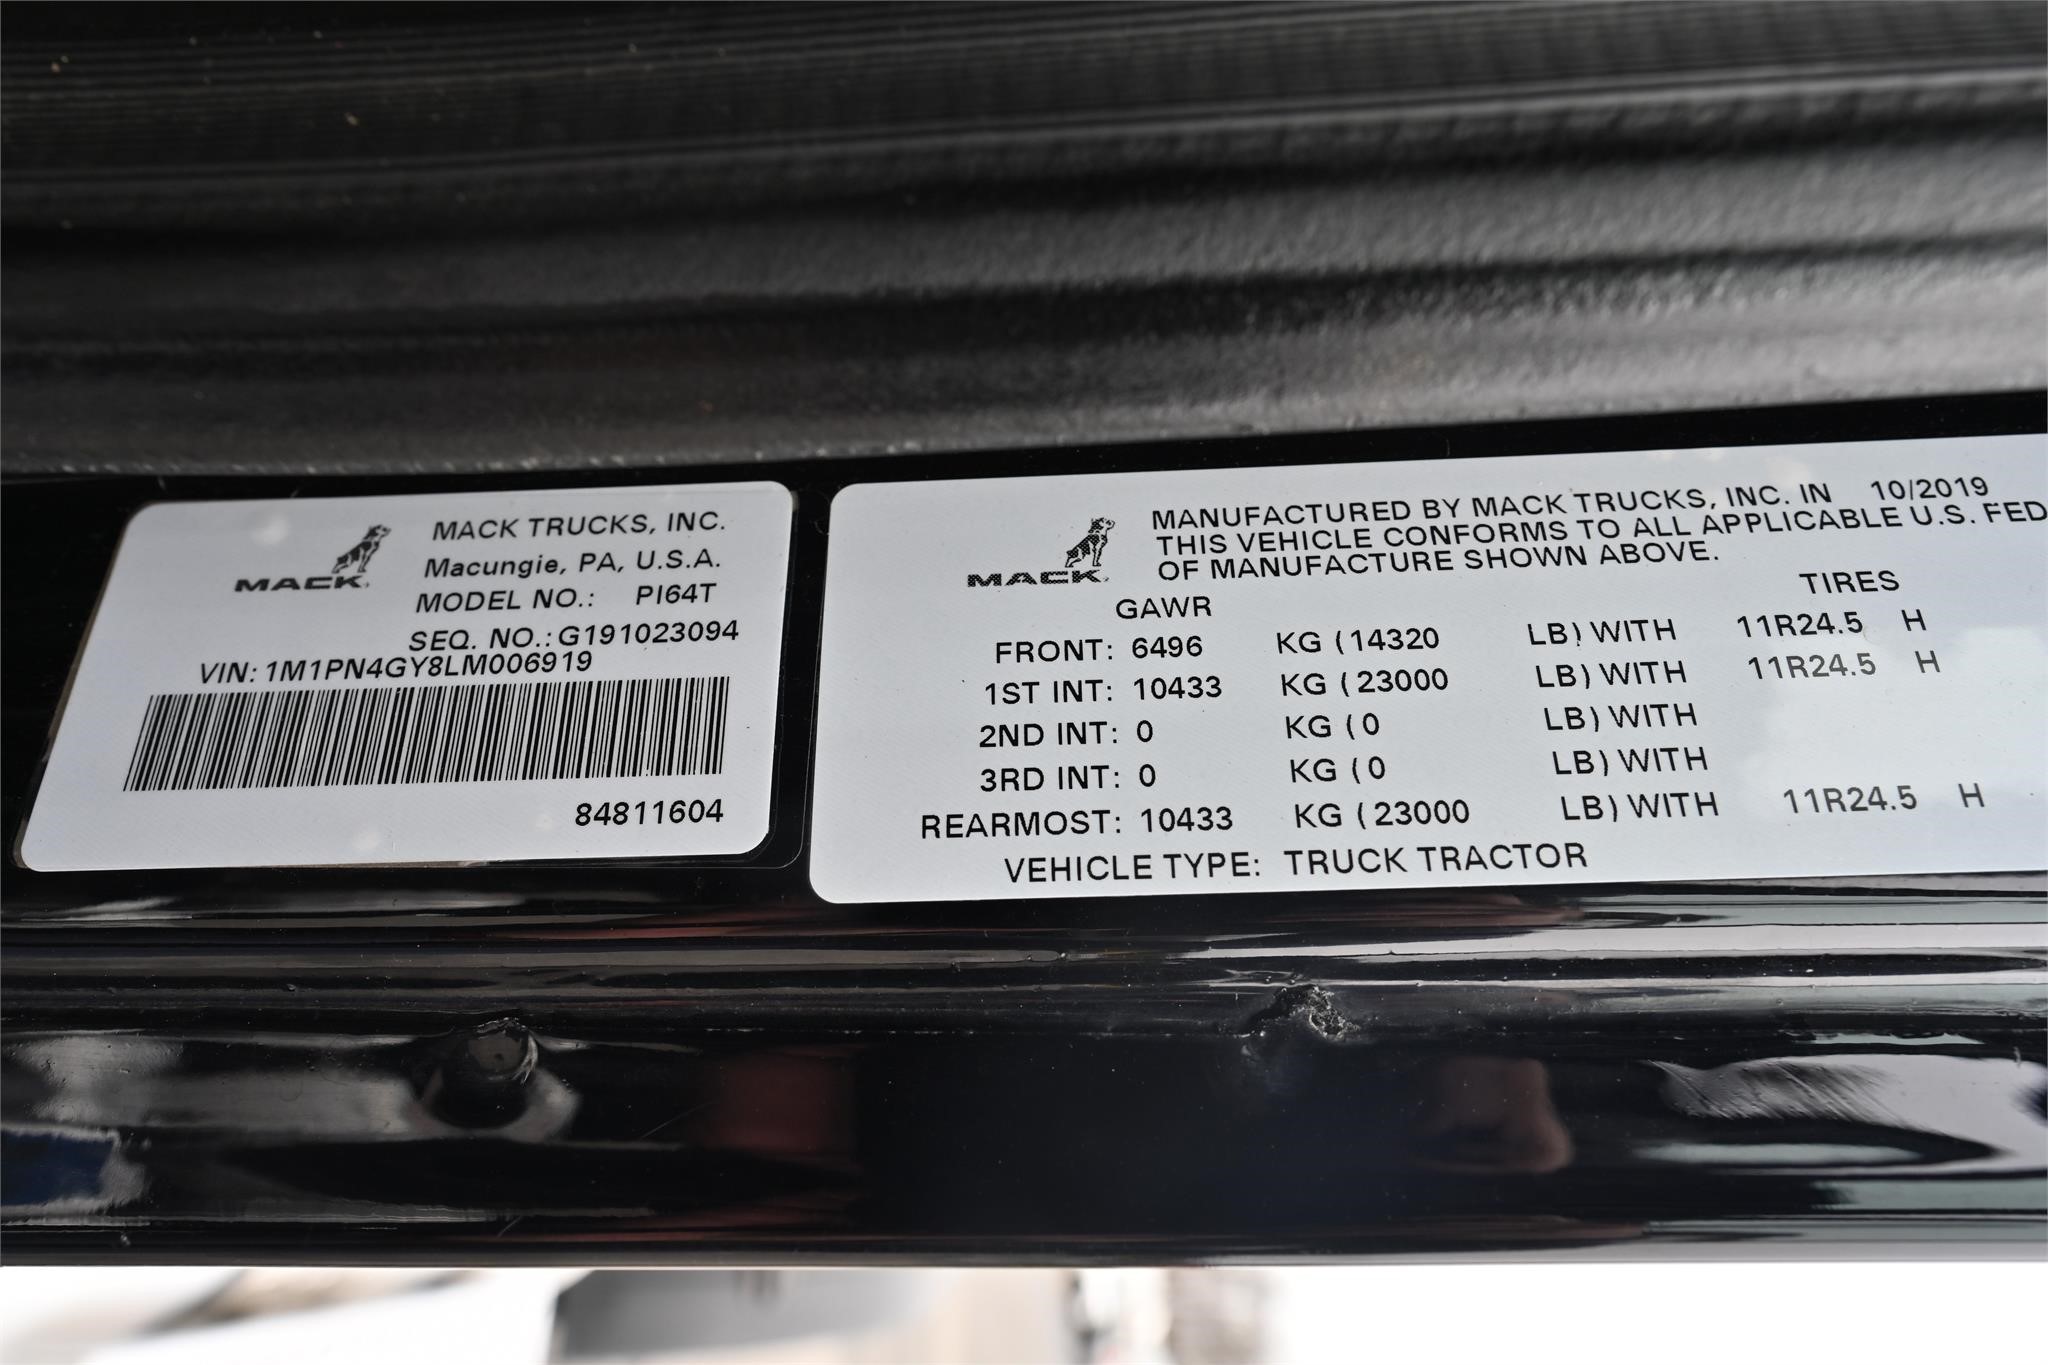 MACK
MACK TRUCKS, INC.
Macungie, PA, U.S.A.
MODEL NO.: PI64T
SEQ. NO.: G191023094
VIN: 1M1PN4GY8LM006919
84811604
MACK
MANUFACTURED BY MACK TRUCKS, INC. IN 10/2019
THIS VEHICLE CONFORMS TO ALL APPLICABLE U.S. FED
OF MANUFACTURE SHOWN ABOVE.
GAWR TIRES
FRONT: 6496 KG (14320 LB) WITH 11R24.5 H
1ST INT: 10433 KG (23000 LB) WITH 11R24.5 H
2ND INT: 0 KG (0 LB) WITH
3RD INT: 0 KG (0 LB) WITH
REARMOST: 10433 KG (23000 LB) WITH 11R24.5 H
VEHICLE TYPE: TRUCK TRACTOR